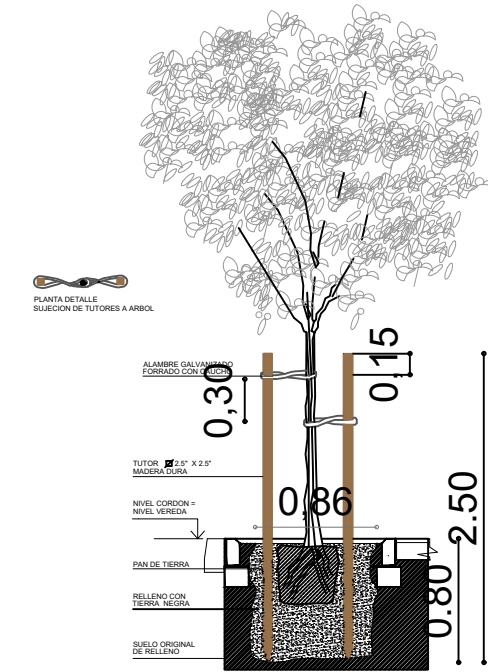 PLANTA DETALLE
SUJECION DE TUTORES A ARBOL
ALAMBRE GALVANIZADO
FORRADO CON CAUCHO
0,30
0,15
TUTOR 2.5" X 2.5"
MADERA DURA
0,86
2.50
NIVEL CORDON =
NIVEL VEREDA
PAN DE TIERRA
0.80
RELLENO CON
TIERRA NEGRA
SUELO ORIGINAL
DE RELLENO